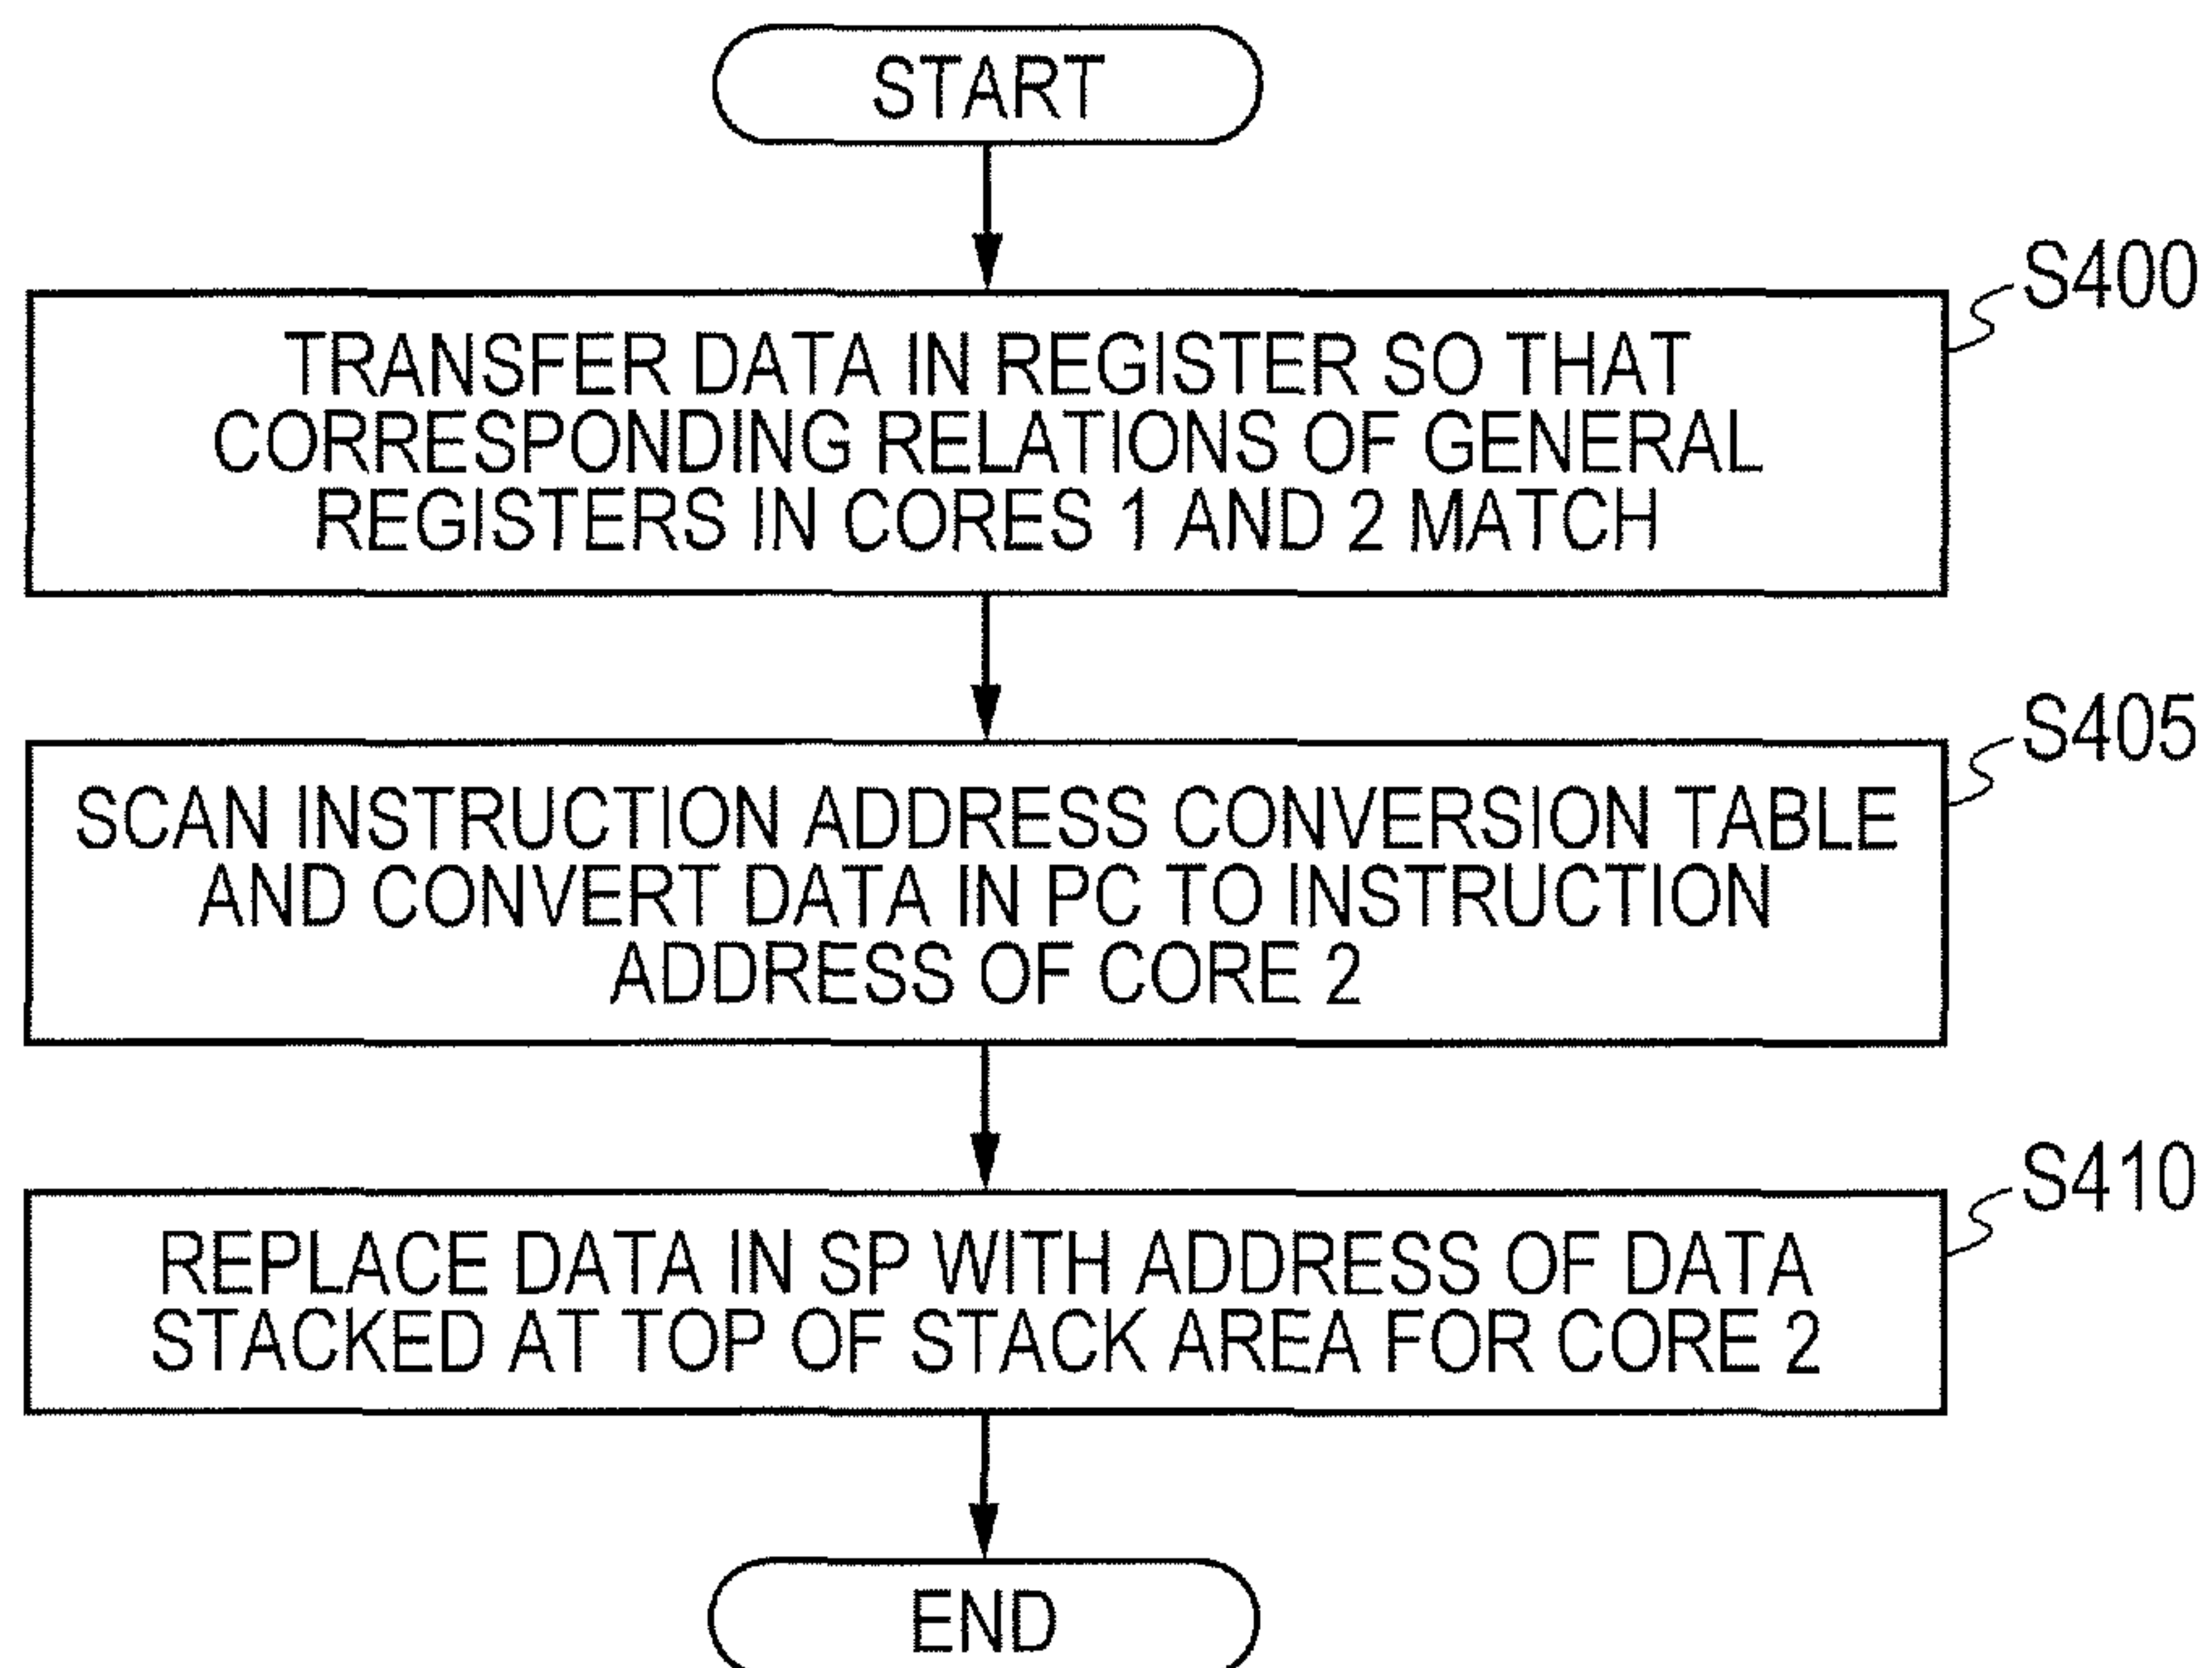 START
S400
TRANSFER DATA IN REGISTER SO THAT
CORRESPONDING RELATIONS OF GENERAL
REGISTERS IN CORES 1 AND 2 MATCH
S405
SCAN INSTRUCTION ADDRESS CONVERSION TABLE
AND CONVERT DATA IN PC TO INSTRUCTION
ADDRESS OF CORE 2
S410
REPLACE DATA IN SP WITH ADDRESS OF DATA
STACKED AT TOP OF STACK AREA FOR CORE 2
END